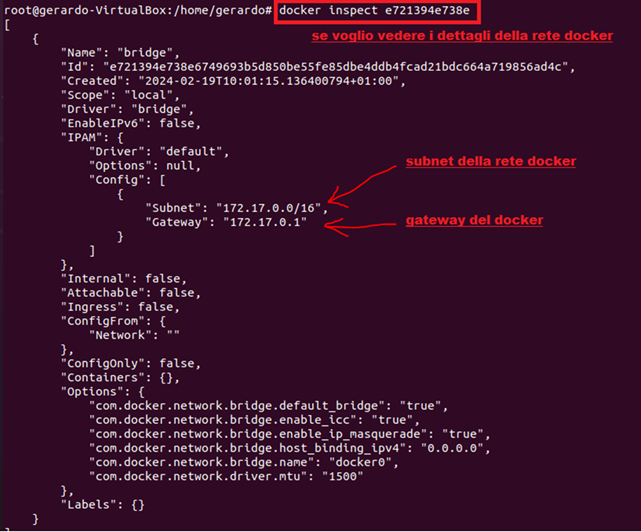 root@gerardo-VirtualBox:/home/gerardo# docker inspect e721394e738e
[
se voglio vedere i dettagli della rete docker
    {
        "Name": "bridge",
        "Id": "e721394e738e6749693b5d850be55fe85dbe4ddb4fcad21bdc664a719856ad4c",
        "Created": "2024-02-19T10:01:15.136400794+01:00",
        "Scope": "local",
        "Driver": "bridge",
        "EnableIPv6": false,
        "IPAM": {
            "Driver": "default",
            "Options": null,
            "Config": [
                {
                    "Subnet": "172.17.0.0/16",
                    "Gateway": "172.17.0.1"
                }
            ]
        },
subnet della rete docker
gateway del docker
        "Internal": false,
        "Attachable": false,
        "Ingress": false,
        "ConfigFrom": {
            "Network": ""
        },
        "ConfigOnly": false,
        "Containers": {},
        "Options": {
            "com.docker.network.bridge.default_bridge": "true",
            "com.docker.network.bridge.enable_icc": "true",
            "com.docker.network.bridge.enable_ip_masquerade": "true",
            "com.docker.network.bridge.host_binding_ipv4": "0.0.0.0",
            "com.docker.network.bridge.name": "docker0",
            "com.docker.network.driver.mtu": "1500"
        },
        "Labels": {}
    }